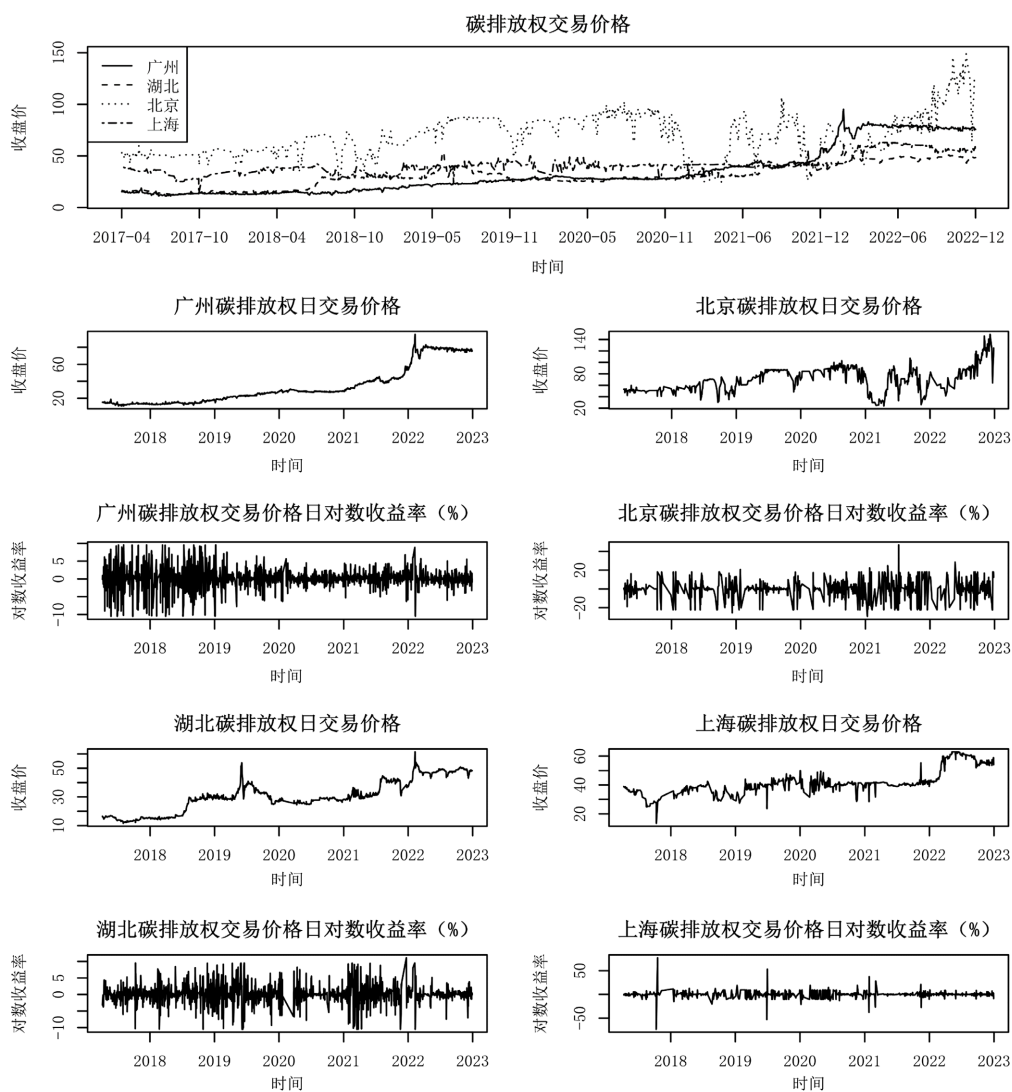 碳排放权交易价格
150
100
50
0
收盘价
广州
湖北
北京
上海
2017-04 2017-10 2018-04 2018-10 2019-05 2019-11 2020-05 2020-11 2021-06 2021-12 2022-06 2022-12
时间
广州碳排放权日交易价格
收盘价
60
20
2018 2019 2020 2021 2022 2023
时间
北京碳排放权日交易价格
收盘价
140
80
20
2018 2019 2020 2021 2022 2023
时间
广州碳排放权交易价格日对数收益率（%）
对数收益率
5
0
-10
2018 2019 2020 2021 2022 2023
时间
北京碳排放权交易价格日对数收益率（%）
对数收益率
20
-20
2018 2019 2020 2021 2022 2023
时间
湖北碳排放权日交易价格
收盘价
50
30
10
2018 2019 2020 2021 2022 2023
时间
上海碳排放权日交易价格
收盘价
60
40
20
2018 2019 2020 2021 2022 2023
时间
湖北碳排放权交易价格日对数收益率（%）
对数收益率
5
0
-10
2018 2019 2020 2021 2022 2023
时间
上海碳排放权交易价格日对数收益率（%）
对数收益率
50
-50
2018 2019 2020 2021 2022 2023
时间